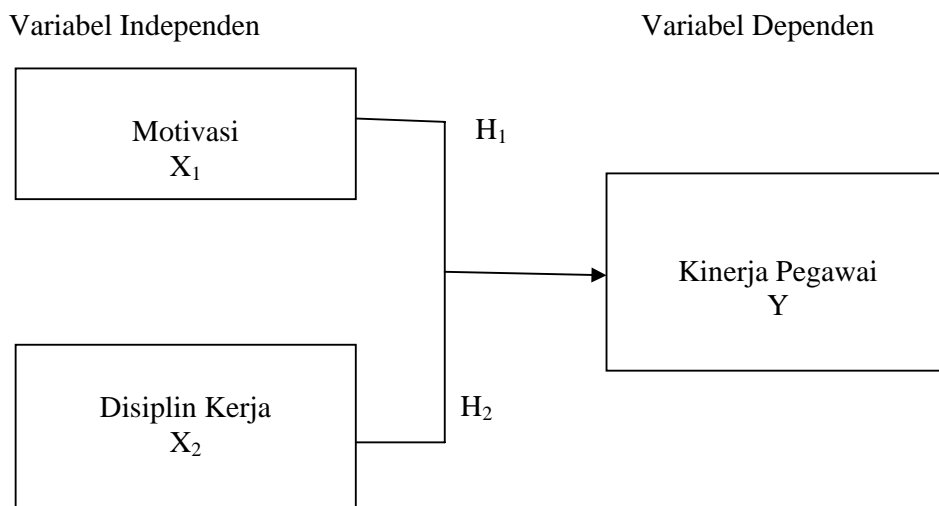 Variabel Independen
Variabel Dependen
Motivasi
X₁
H₁
Kinerja Pegawai
Y
Disiplin Kerja
X₂
H₂